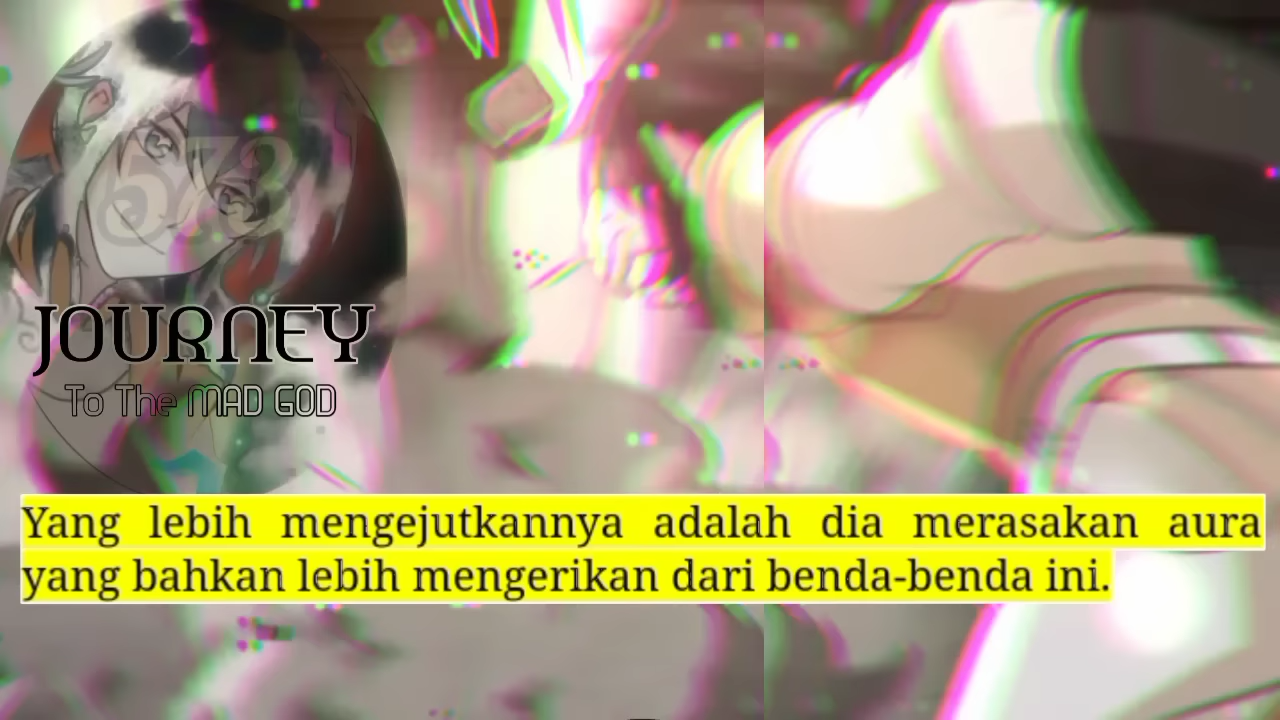 573
JOURNEY
To The MAD GOD
Yang lebih mengejutkannya adalah dia merasakan aura
yang bahkan lebih mengerikan dari benda-benda ini.